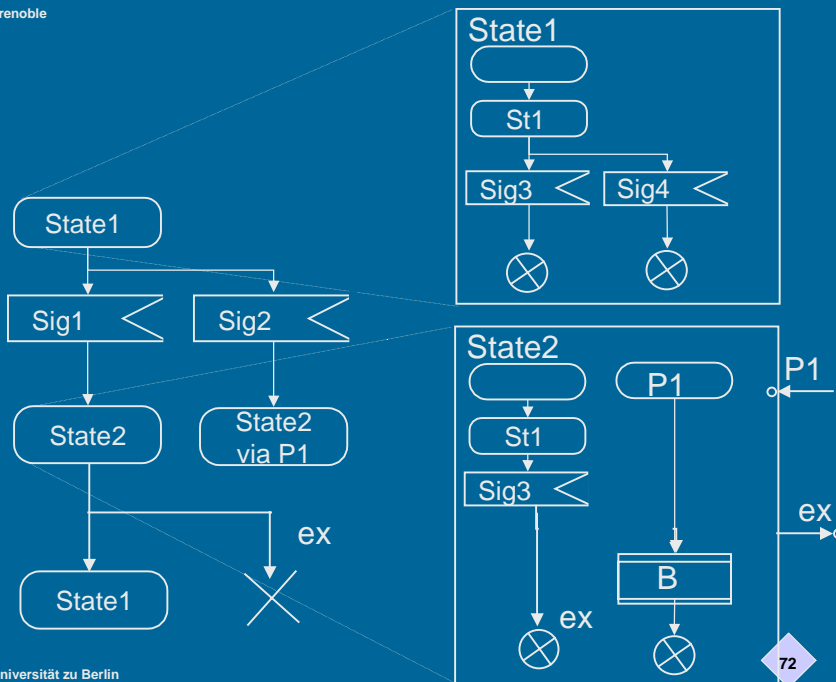 renoble
State1
Sig1
Sig2
State2
State2
via P1
ex
State1
State1
St1
Sig3
Sig4
State2
P1
P1
St1
Sig3
ex
B
ex
72
niversität zu Berlin